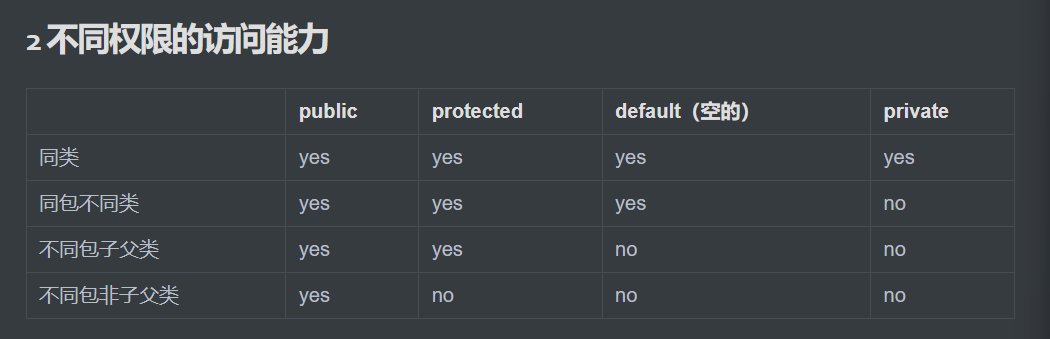 2 不同权限的访问能力
public protected default（空的） private
同类 yes yes yes yes
同包不同类 yes yes yes no
不同包子父类 yes yes no no
不同包非子父类 yes no no no